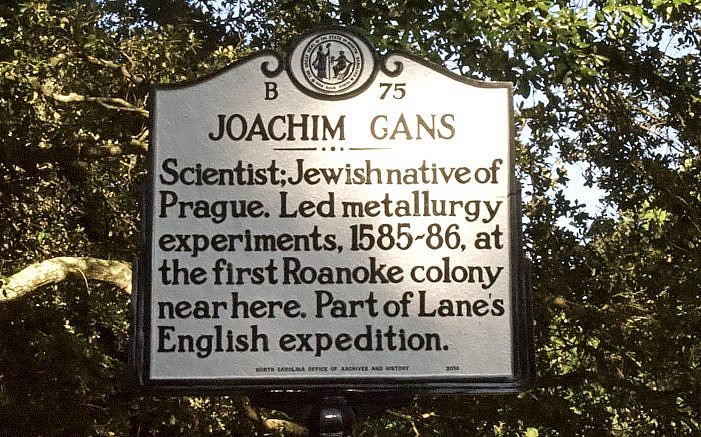 B 75
JOACHIM GANS
Scientist; Jewish native of
Prague. Led metallurgy
experiments, 1585-86, at
the first Roanoke colony
near here. Part of Lane's
English expedition.
NORTH CAROLINA OFFICE OF ARCHIVES AND HISTORY 2014